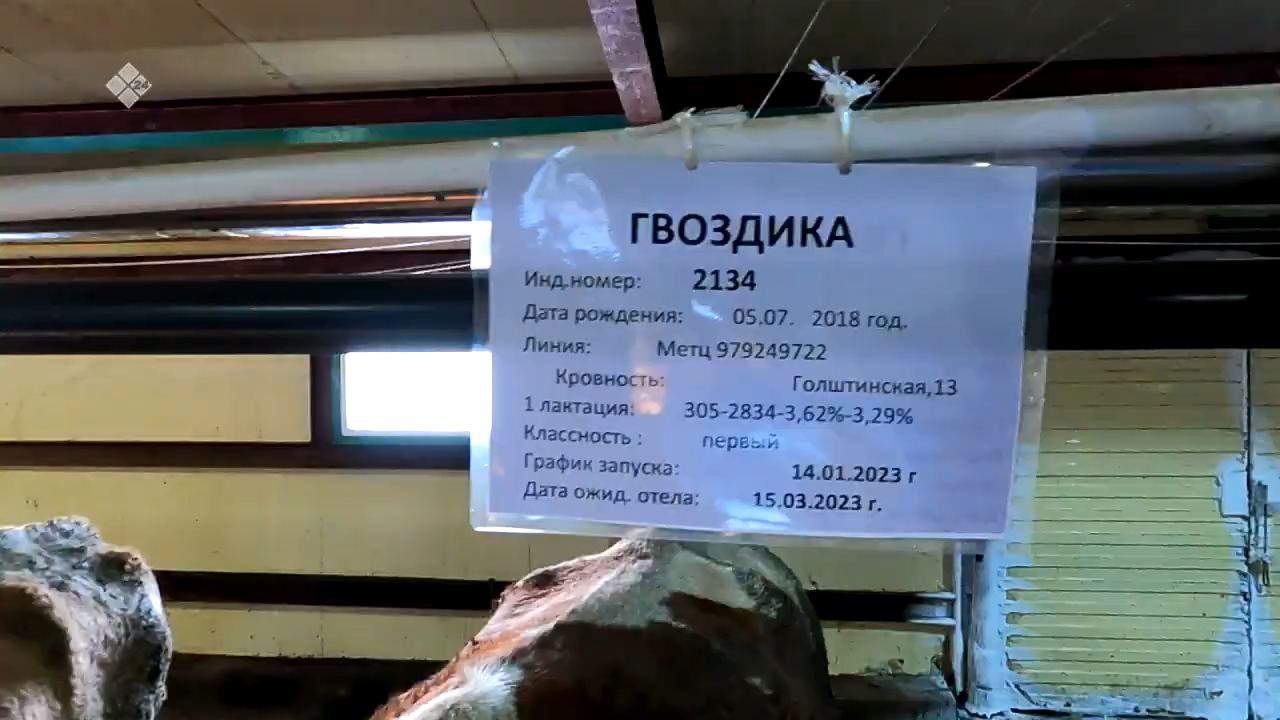 24
ГВОЗДИКА
Инд.номер: 2134
Дата рождения: 05.07. 2018 год.
Линия: Метц 979249722
Кровность: Голштинская,13
1 лактация: 305-2834-3,62%-3,29%
Классность : первый
График запуска: 14.01.2023 г
Дата ожид. отела: 15.03.2023 г.